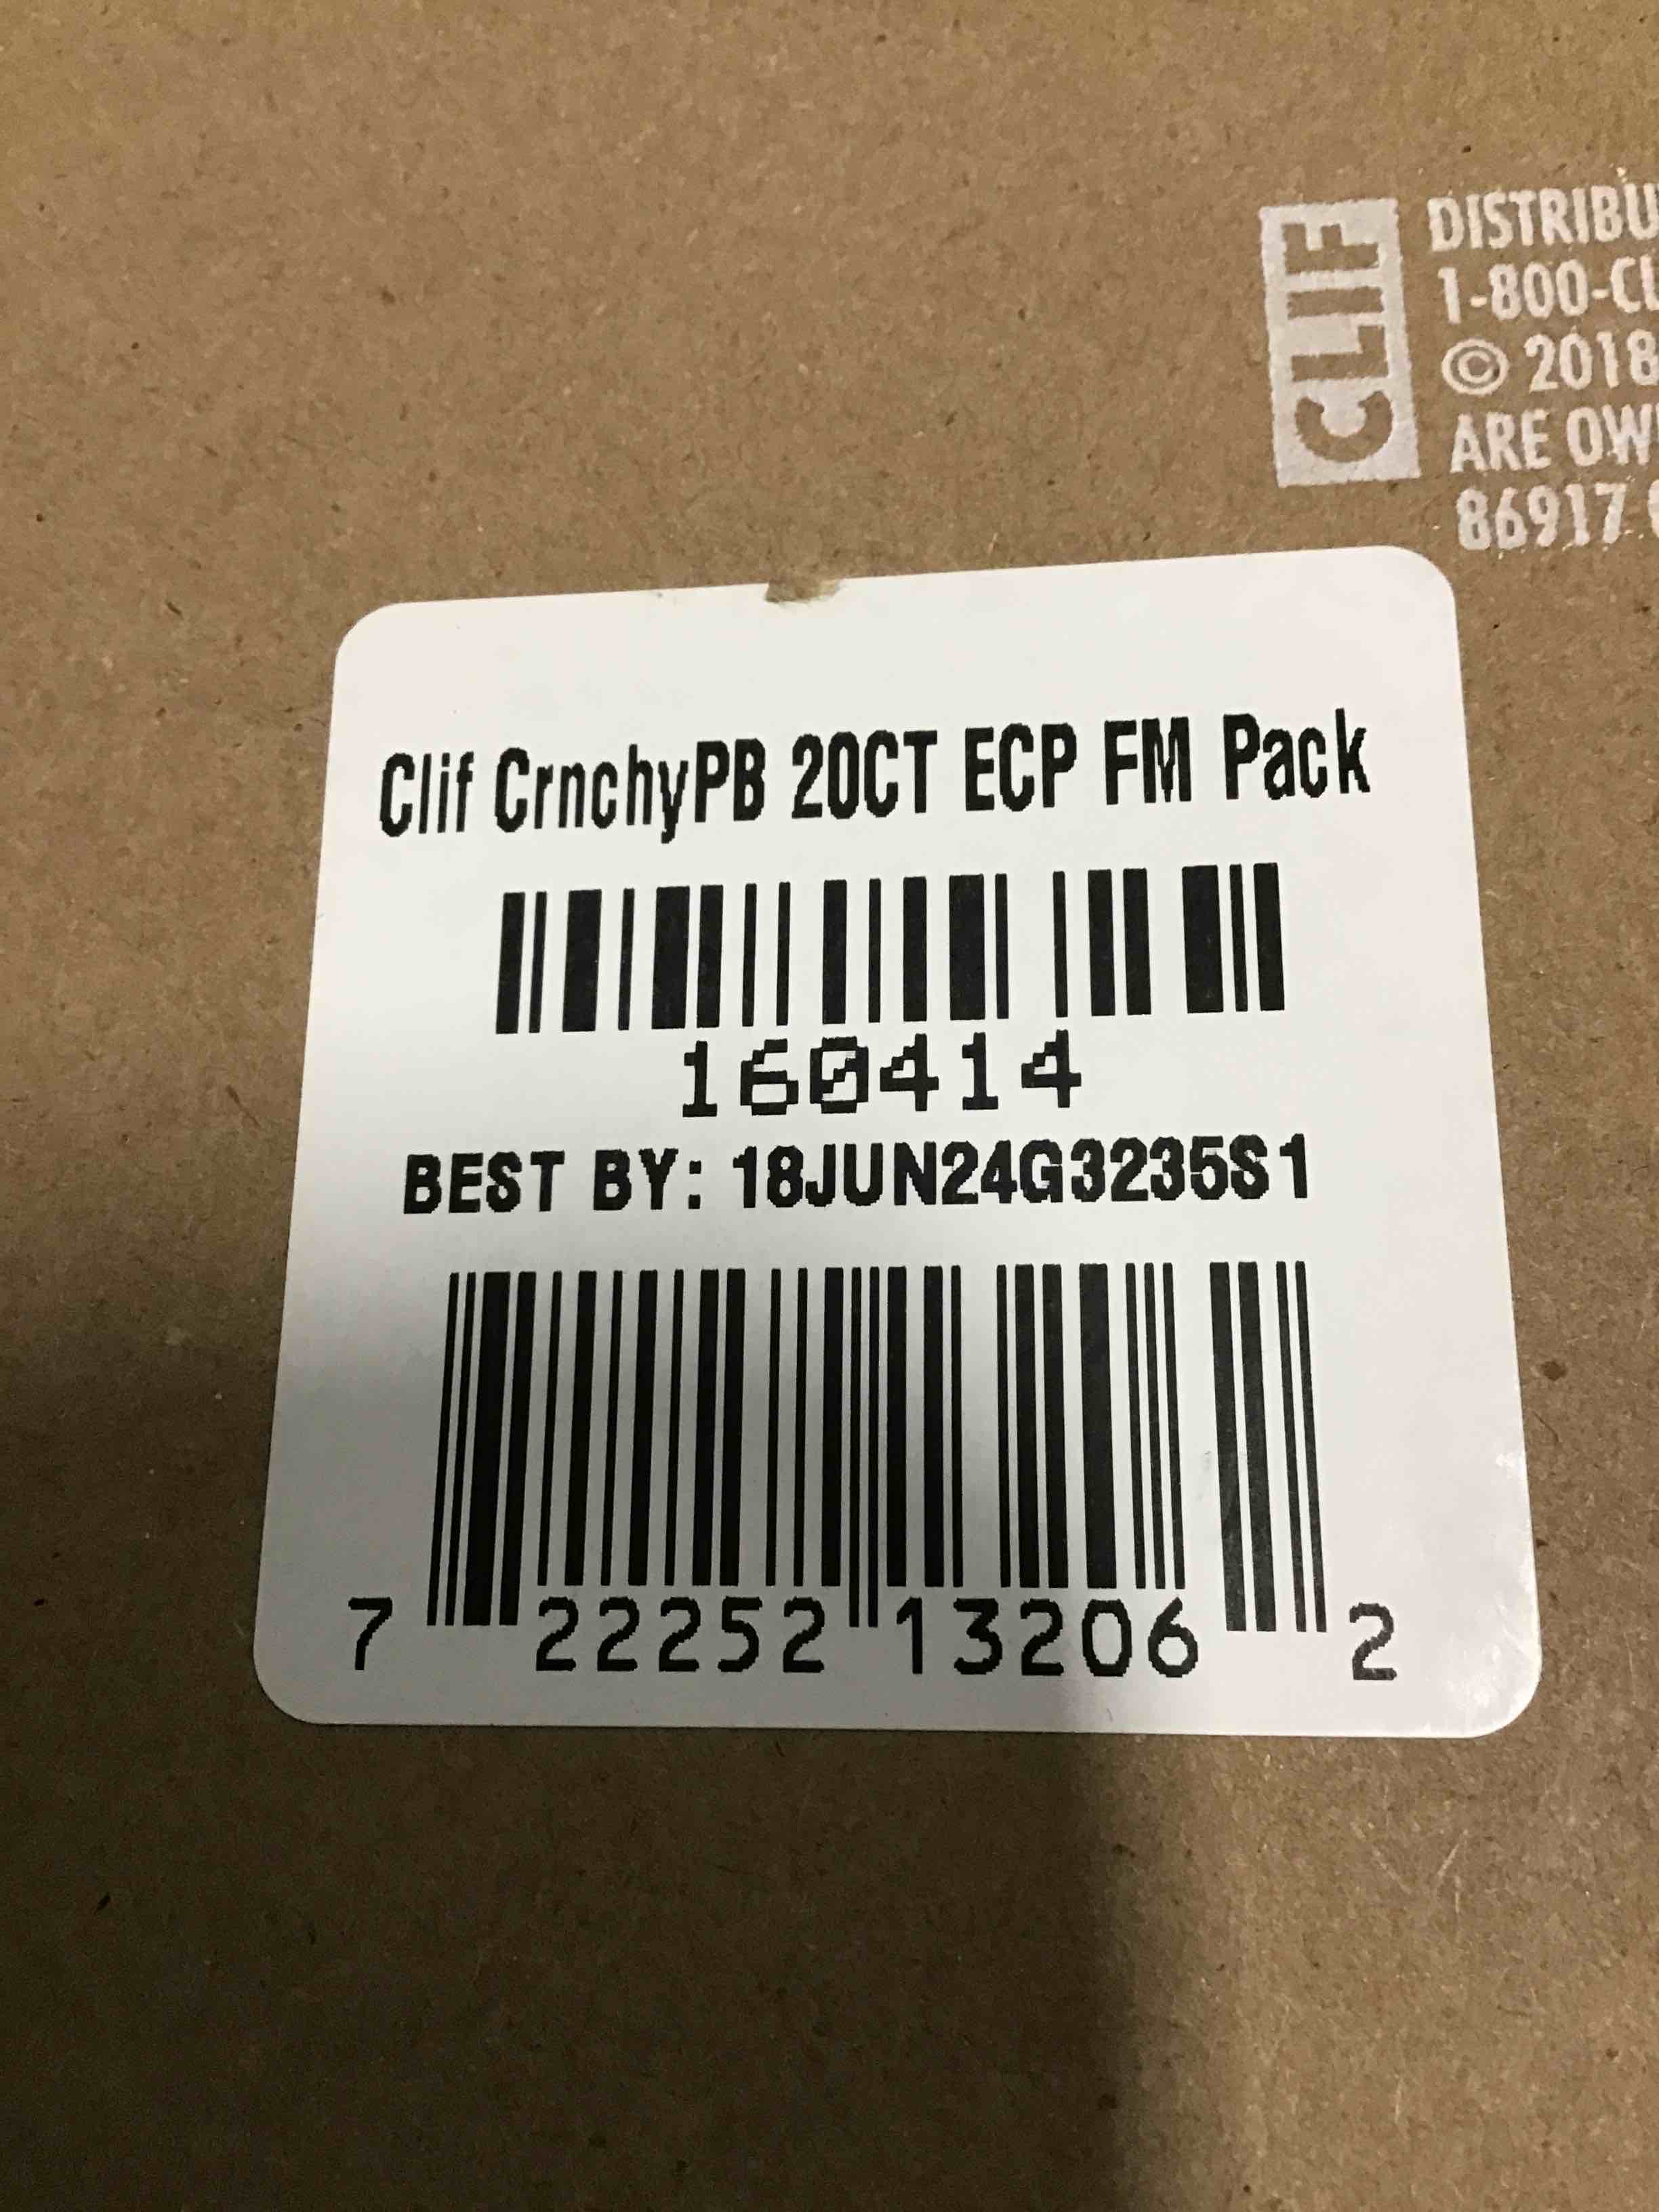 CLIF
DISTRIBU
1-800-CL
© 2018
ARE OW
86917
Clif CrnchyPB 20CT ECP FM Pack
160414
BEST BY: 18JUN24G3235S1
7 22252 13206 2